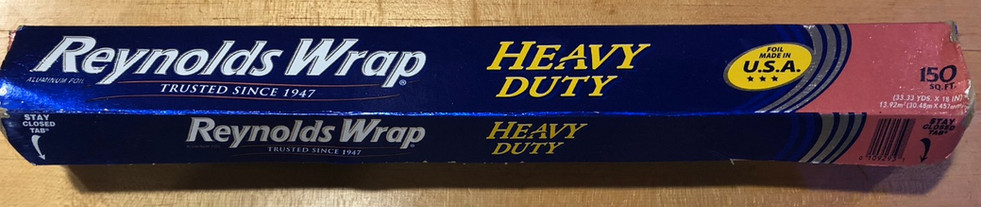 Reynolds Wrap®
ALUMINUM FOIL
TRUSTED SINCE 1947
HEAVY
DUTY
FOIL
MADE IN
U.S.A.
★ ★ ★
150
SQ. FT.
(33.33 YDS. X 18 IN)
13.92m² (30.48m X 457mm)
STAY
CLOSED
TAB®
Reynolds Wrap®
TRUSTED SINCE 1947
HEAVY
DUTY
STAY
CLOSED
TAB®